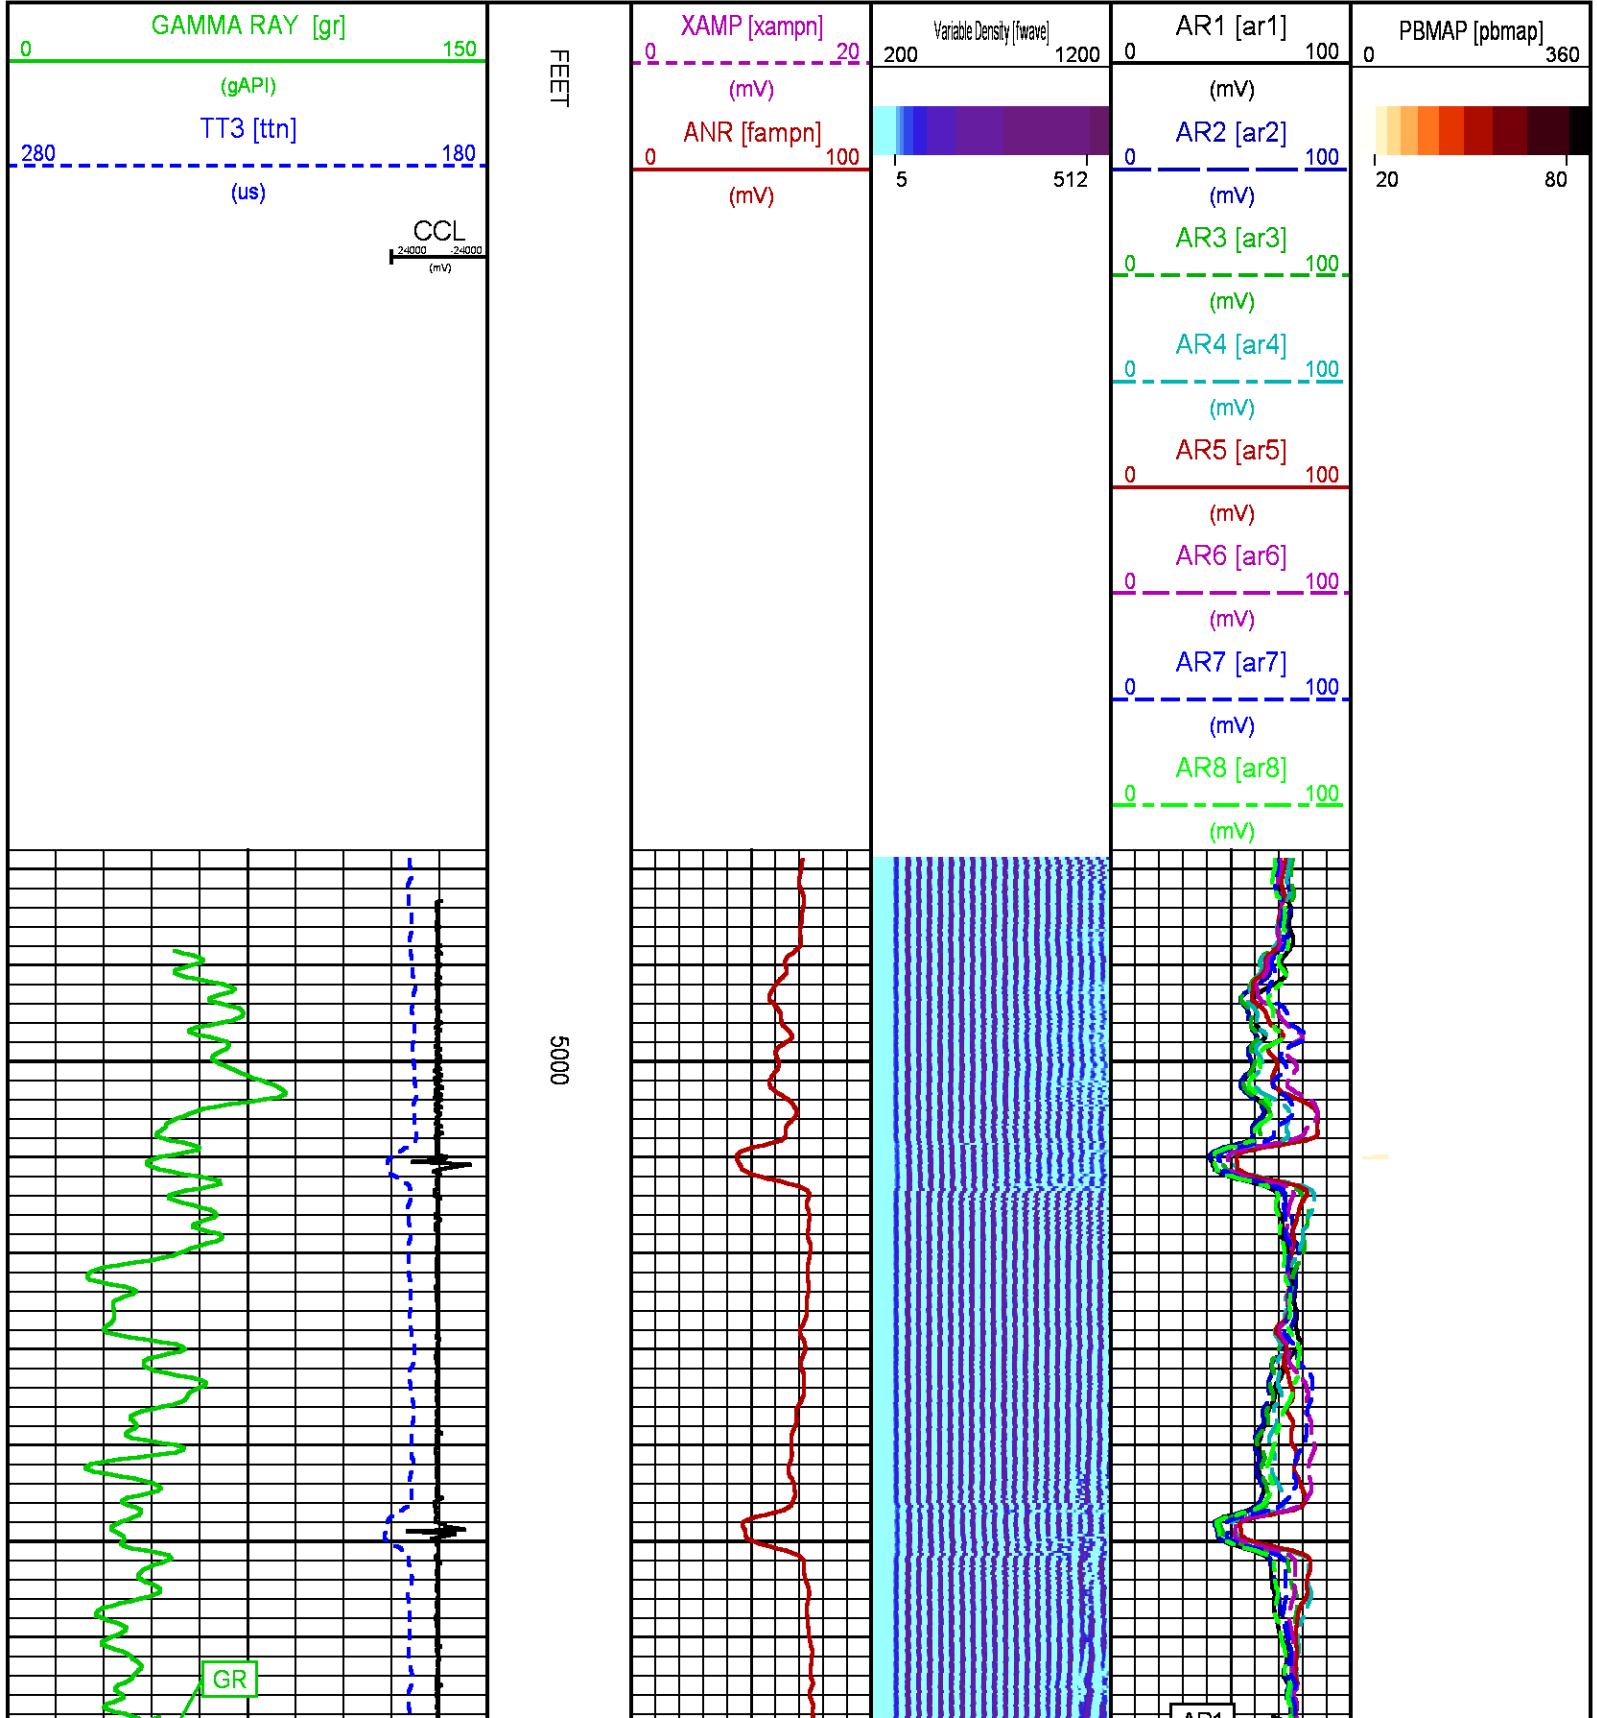 GAMMA RAY [gr]
0 150
(gAPI)
TT3 [ttn]
280 180
(us)
CCL
24000 -24000
(mV)
FEET
5000
GR
XAMP [xampn]
0 20
(mV)
ANR [fampn]
0 100
(mV)
Variable Density [fwave]
200 1200
5 512
AR1 [ar1]
0 100
(mV)
AR2 [ar2]
0 100
(mV)
AR3 [ar3]
0 100
(mV)
AR4 [ar4]
0 100
(mV)
AR5 [ar5]
0 100
(mV)
AR6 [ar6]
0 100
(mV)
AR7 [ar7]
0 100
(mV)
AR8 [ar8]
0 100
(mV)
AR1
PBMAP [pbmap]
0 360
20 80